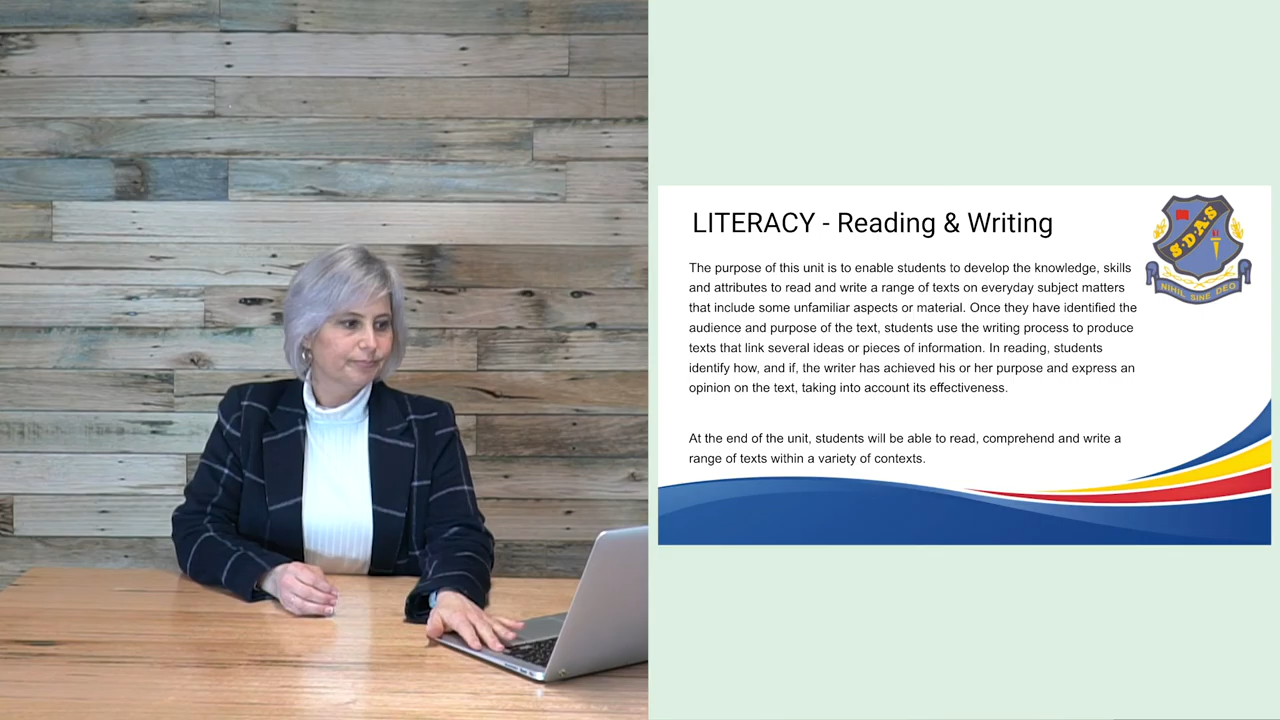 LITERACY - Reading & Writing
The purpose of this unit is to enable students to develop the knowledge, skills
and attributes to read and write a range of texts on everyday subject matters
that include some unfamiliar aspects or material. Once they have identified the
audience and purpose of the text, students use the writing process to produce
texts that link several ideas or pieces of information. In reading, students
identify how, and if, the writer has achieved his or her purpose and express an
opinion on the text, taking into account its effectiveness.
At the end of the unit, students will be able to read, comprehend and write a
range of texts within a variety of contexts.
S·D·A·S
NIHIL SINE DEO